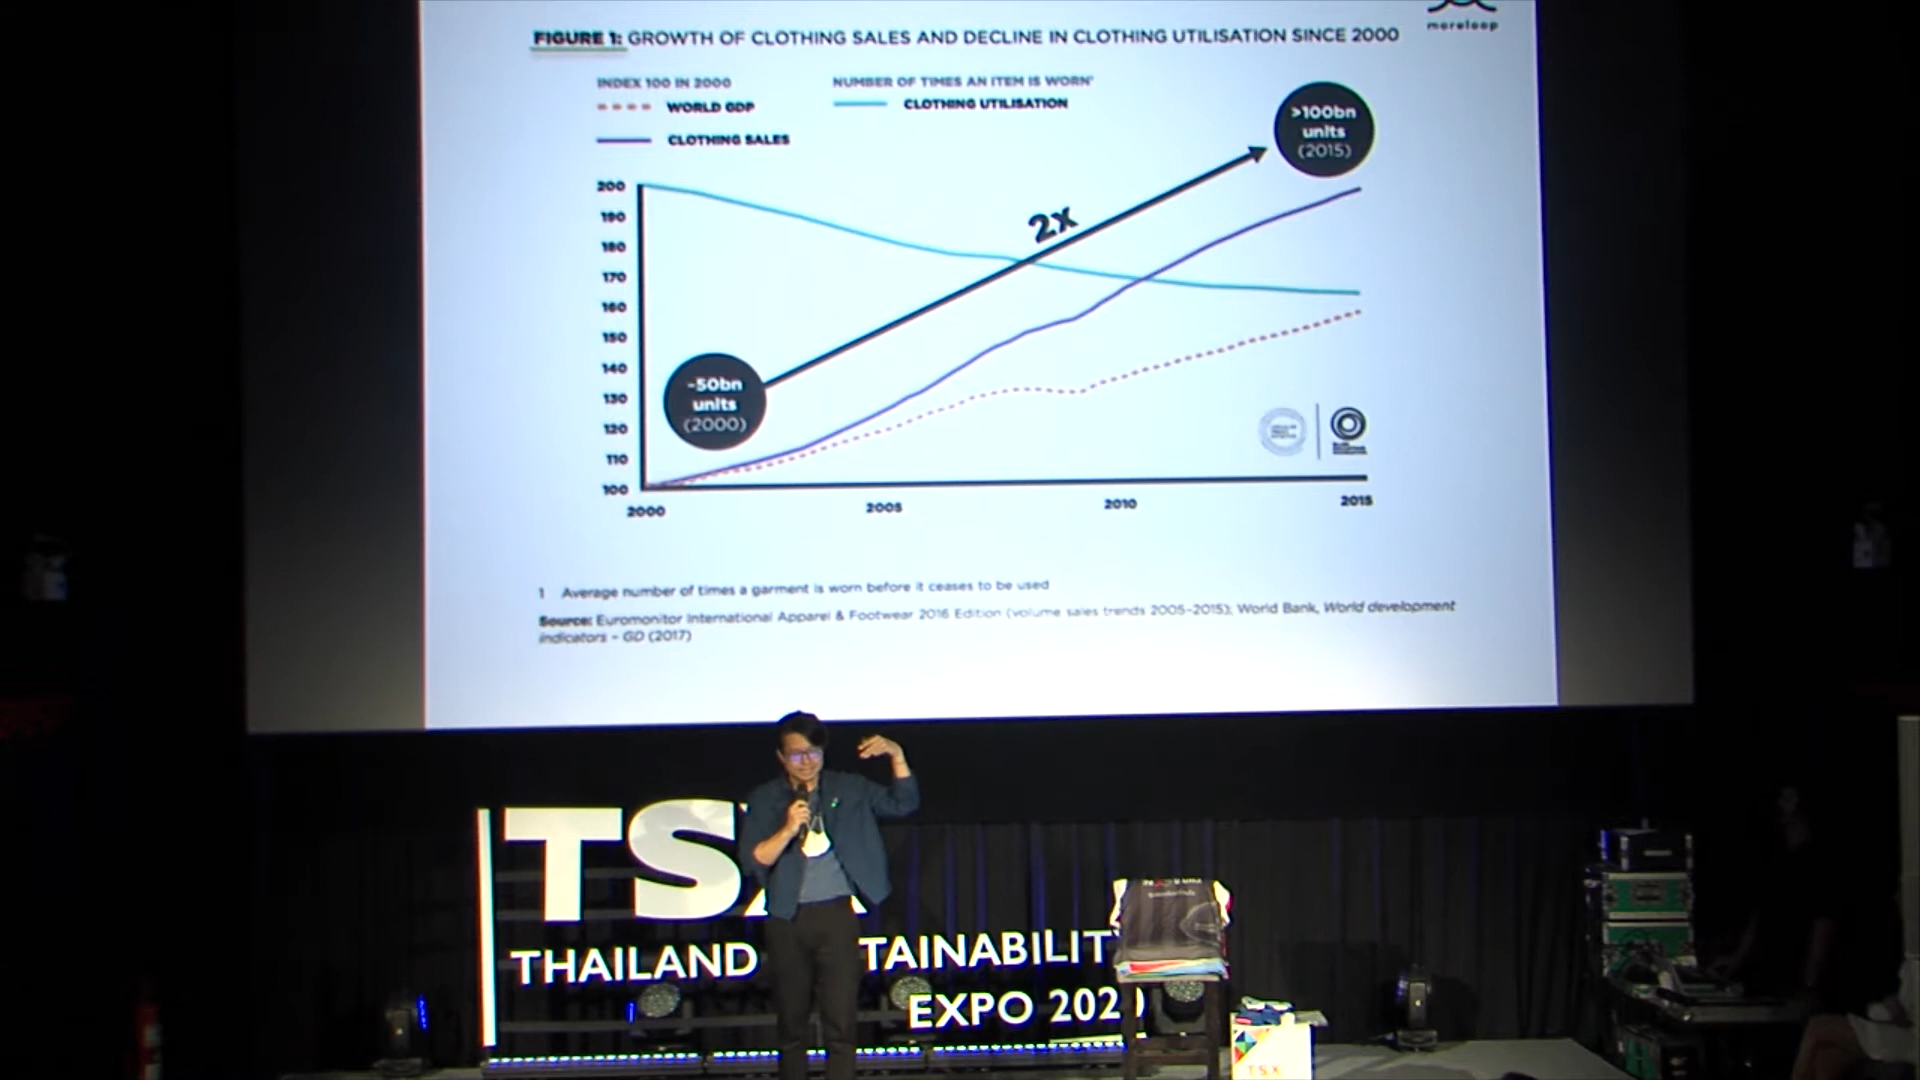 moreloop
FIGURE 1: GROWTH OF CLOTHING SALES AND DECLINE IN CLOTHING UTILISATION SINCE 2000
INDEX 100 IN 2000
NUMBER OF TIMES AN ITEM IS WORN¹
WORLD GDP
CLOTHING UTILISATION
CLOTHING SALES
>100bn
units
(2015)
2x
200
190
180
170
160
150
140
130
120
110
100
~50bn
units
(2000)
2000
2005
2010
2015
1 Average number of times a garment is worn before it ceases to be used
Source: Euromonitor International Apparel & Footwear 2016 Edition (volume sales trends 2005–2015); World Bank, World development
indicators – GD (2017)
TSX
THAILAND TAINABILIT
EXPO 202
TSX